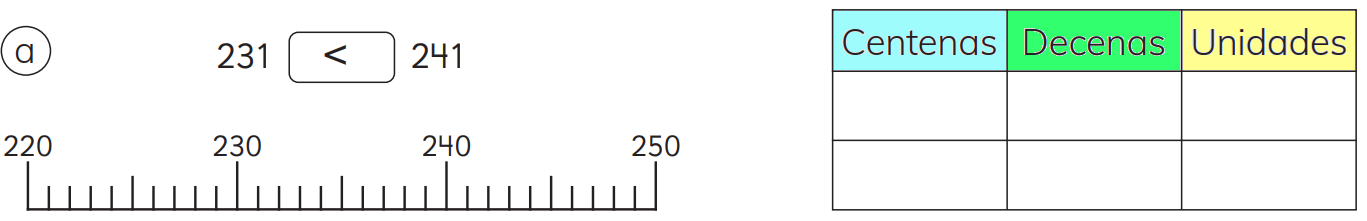 a 231 < 241
220 230 240 250
Centenas Decenas Unidades